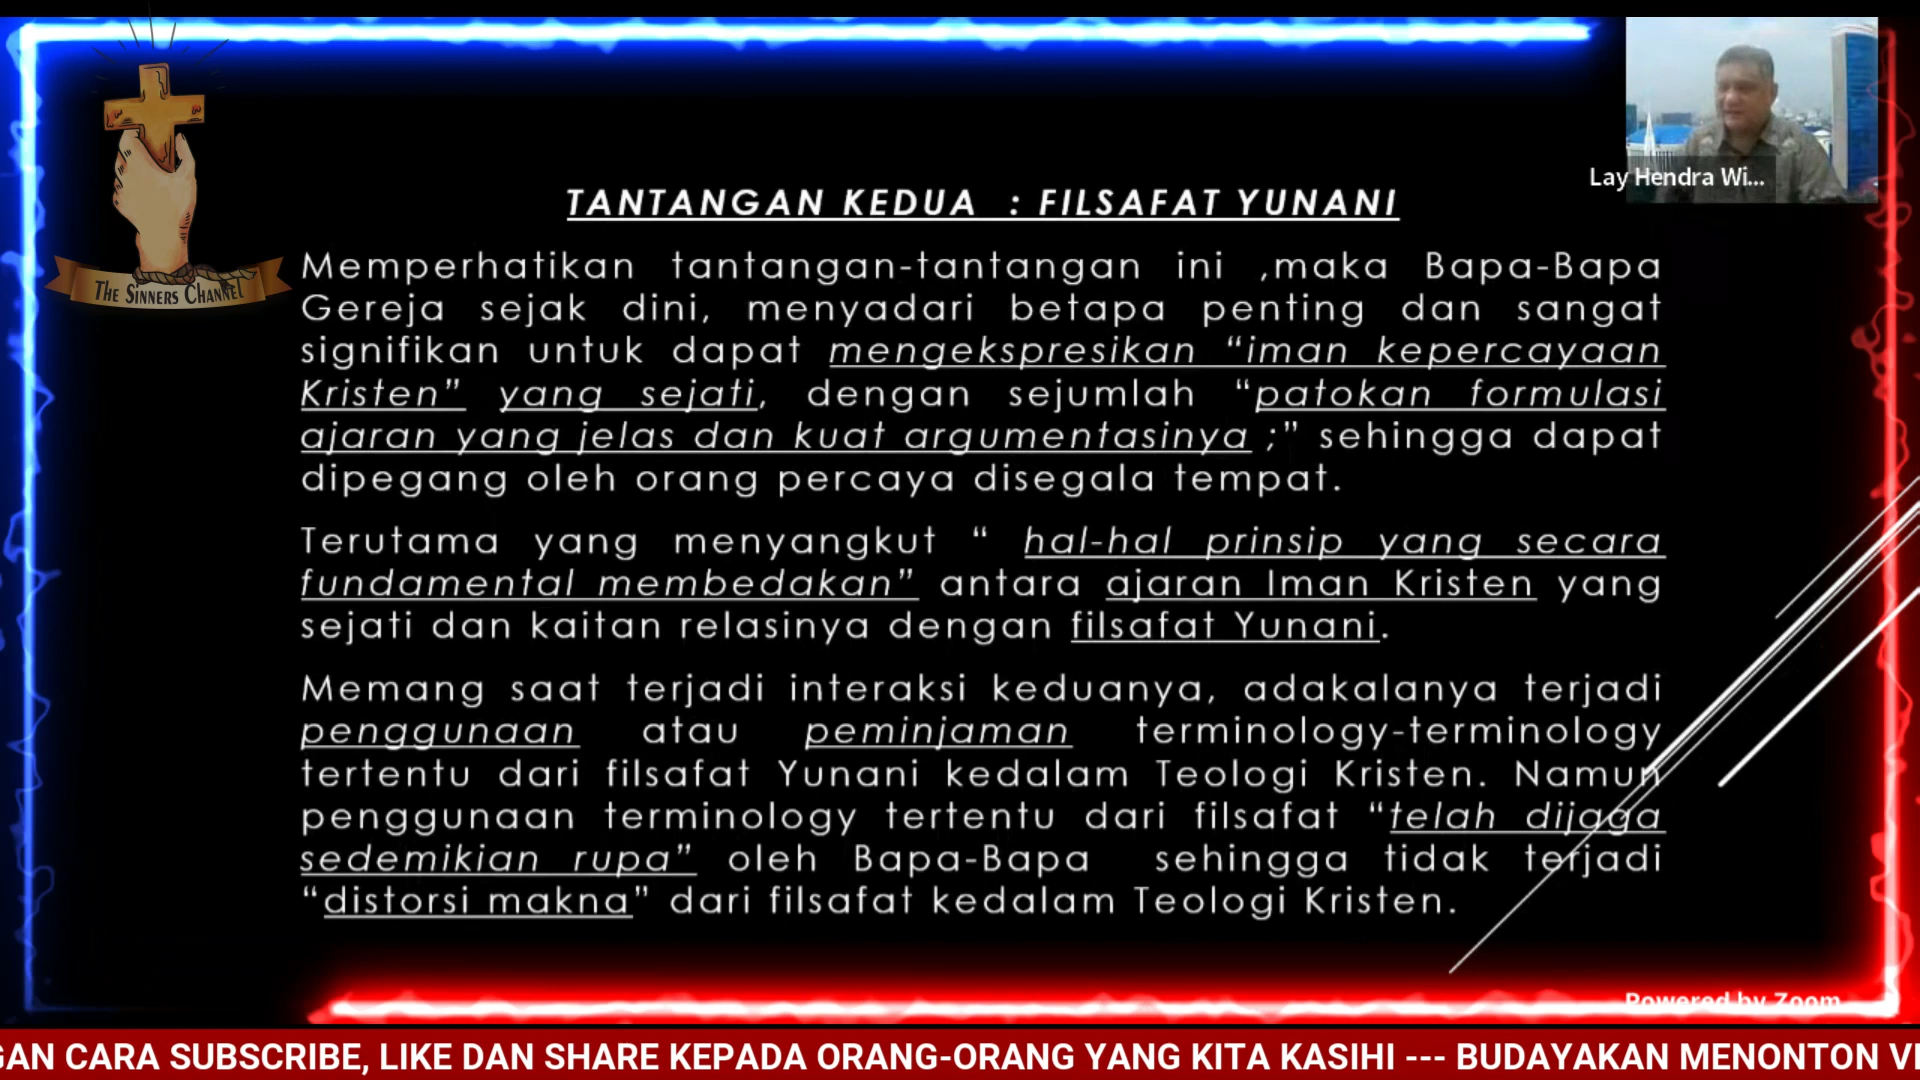 Lay Hendra Wi...
THE SINNERS CHANNEL
TANTANGAN KEDUA : FILSAFAT YUNANI
Memperhatikan tantangan-tantangan ini ,maka Bapa-Bapa
Gereja sejak dini, menyadari betapa penting dan sangat
signifikan untuk dapat mengekspresikan “iman kepercayaan
Kristen” yang sejati, dengan sejumlah “patokan formulasi
ajaran yang jelas dan kuat argumentasinya ;” sehingga dapat
dipegang oleh orang percaya disegala tempat.
Terutama yang menyangkut “ hal-hal prinsip yang secara
fundamental membedakan” antara ajaran Iman Kristen yang
sejati dan kaitan relasinya dengan filsafat Yunani.
Memang saat terjadi interaksi keduanya, adakalanya terjadi
penggunaan atau peminjaman terminology-terminology
tertentu dari filsafat Yunani kedalam Teologi Kristen. Namun
penggunaan terminology tertentu dari filsafat “telah dijaga
sedemikian rupa” oleh Bapa-Bapa sehingga tidak terjadi
“distorsi makna” dari filsafat kedalam Teologi Kristen.
Powered by Zoom
GAN CARA SUBSCRIBE, LIKE DAN SHARE KEPADA ORANG-ORANG YANG KITA KASIHI --- BUDAYAKAN MENONTON